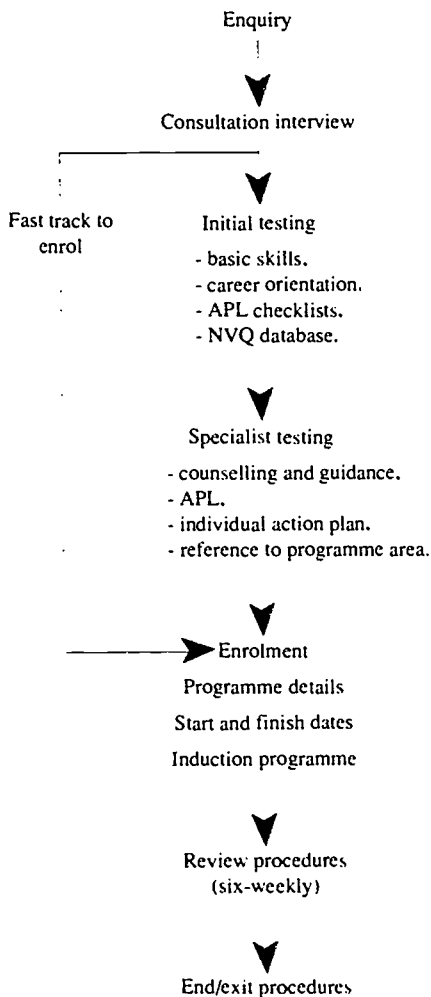 Enquiry
Consultation interview
Fast track to
enrol
Initial testing
- basic skills.
- career orientation.
- APL checklists.
- NVQ database.
Specialist testing
- counselling and guidance.
- APL.
- individual action plan.
- reference to programme area.
Enrolment
Programme details
Start and finish dates
Induction programme
Review procedures
(six-weekly)
End/exit procedures